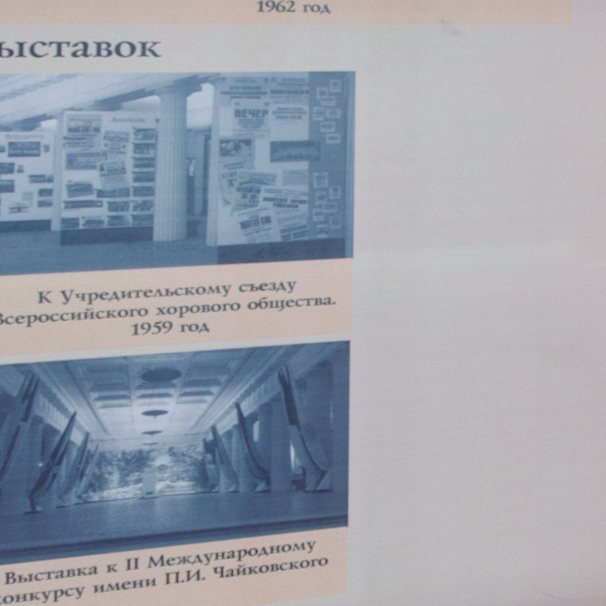 1962 год
ыставок
ВЕЧЕР
К Учредительскому съезду
Всероссийского хорового общества.
1959 год
Выставка к II Международному
конкурсу имени П.И. Чайковского